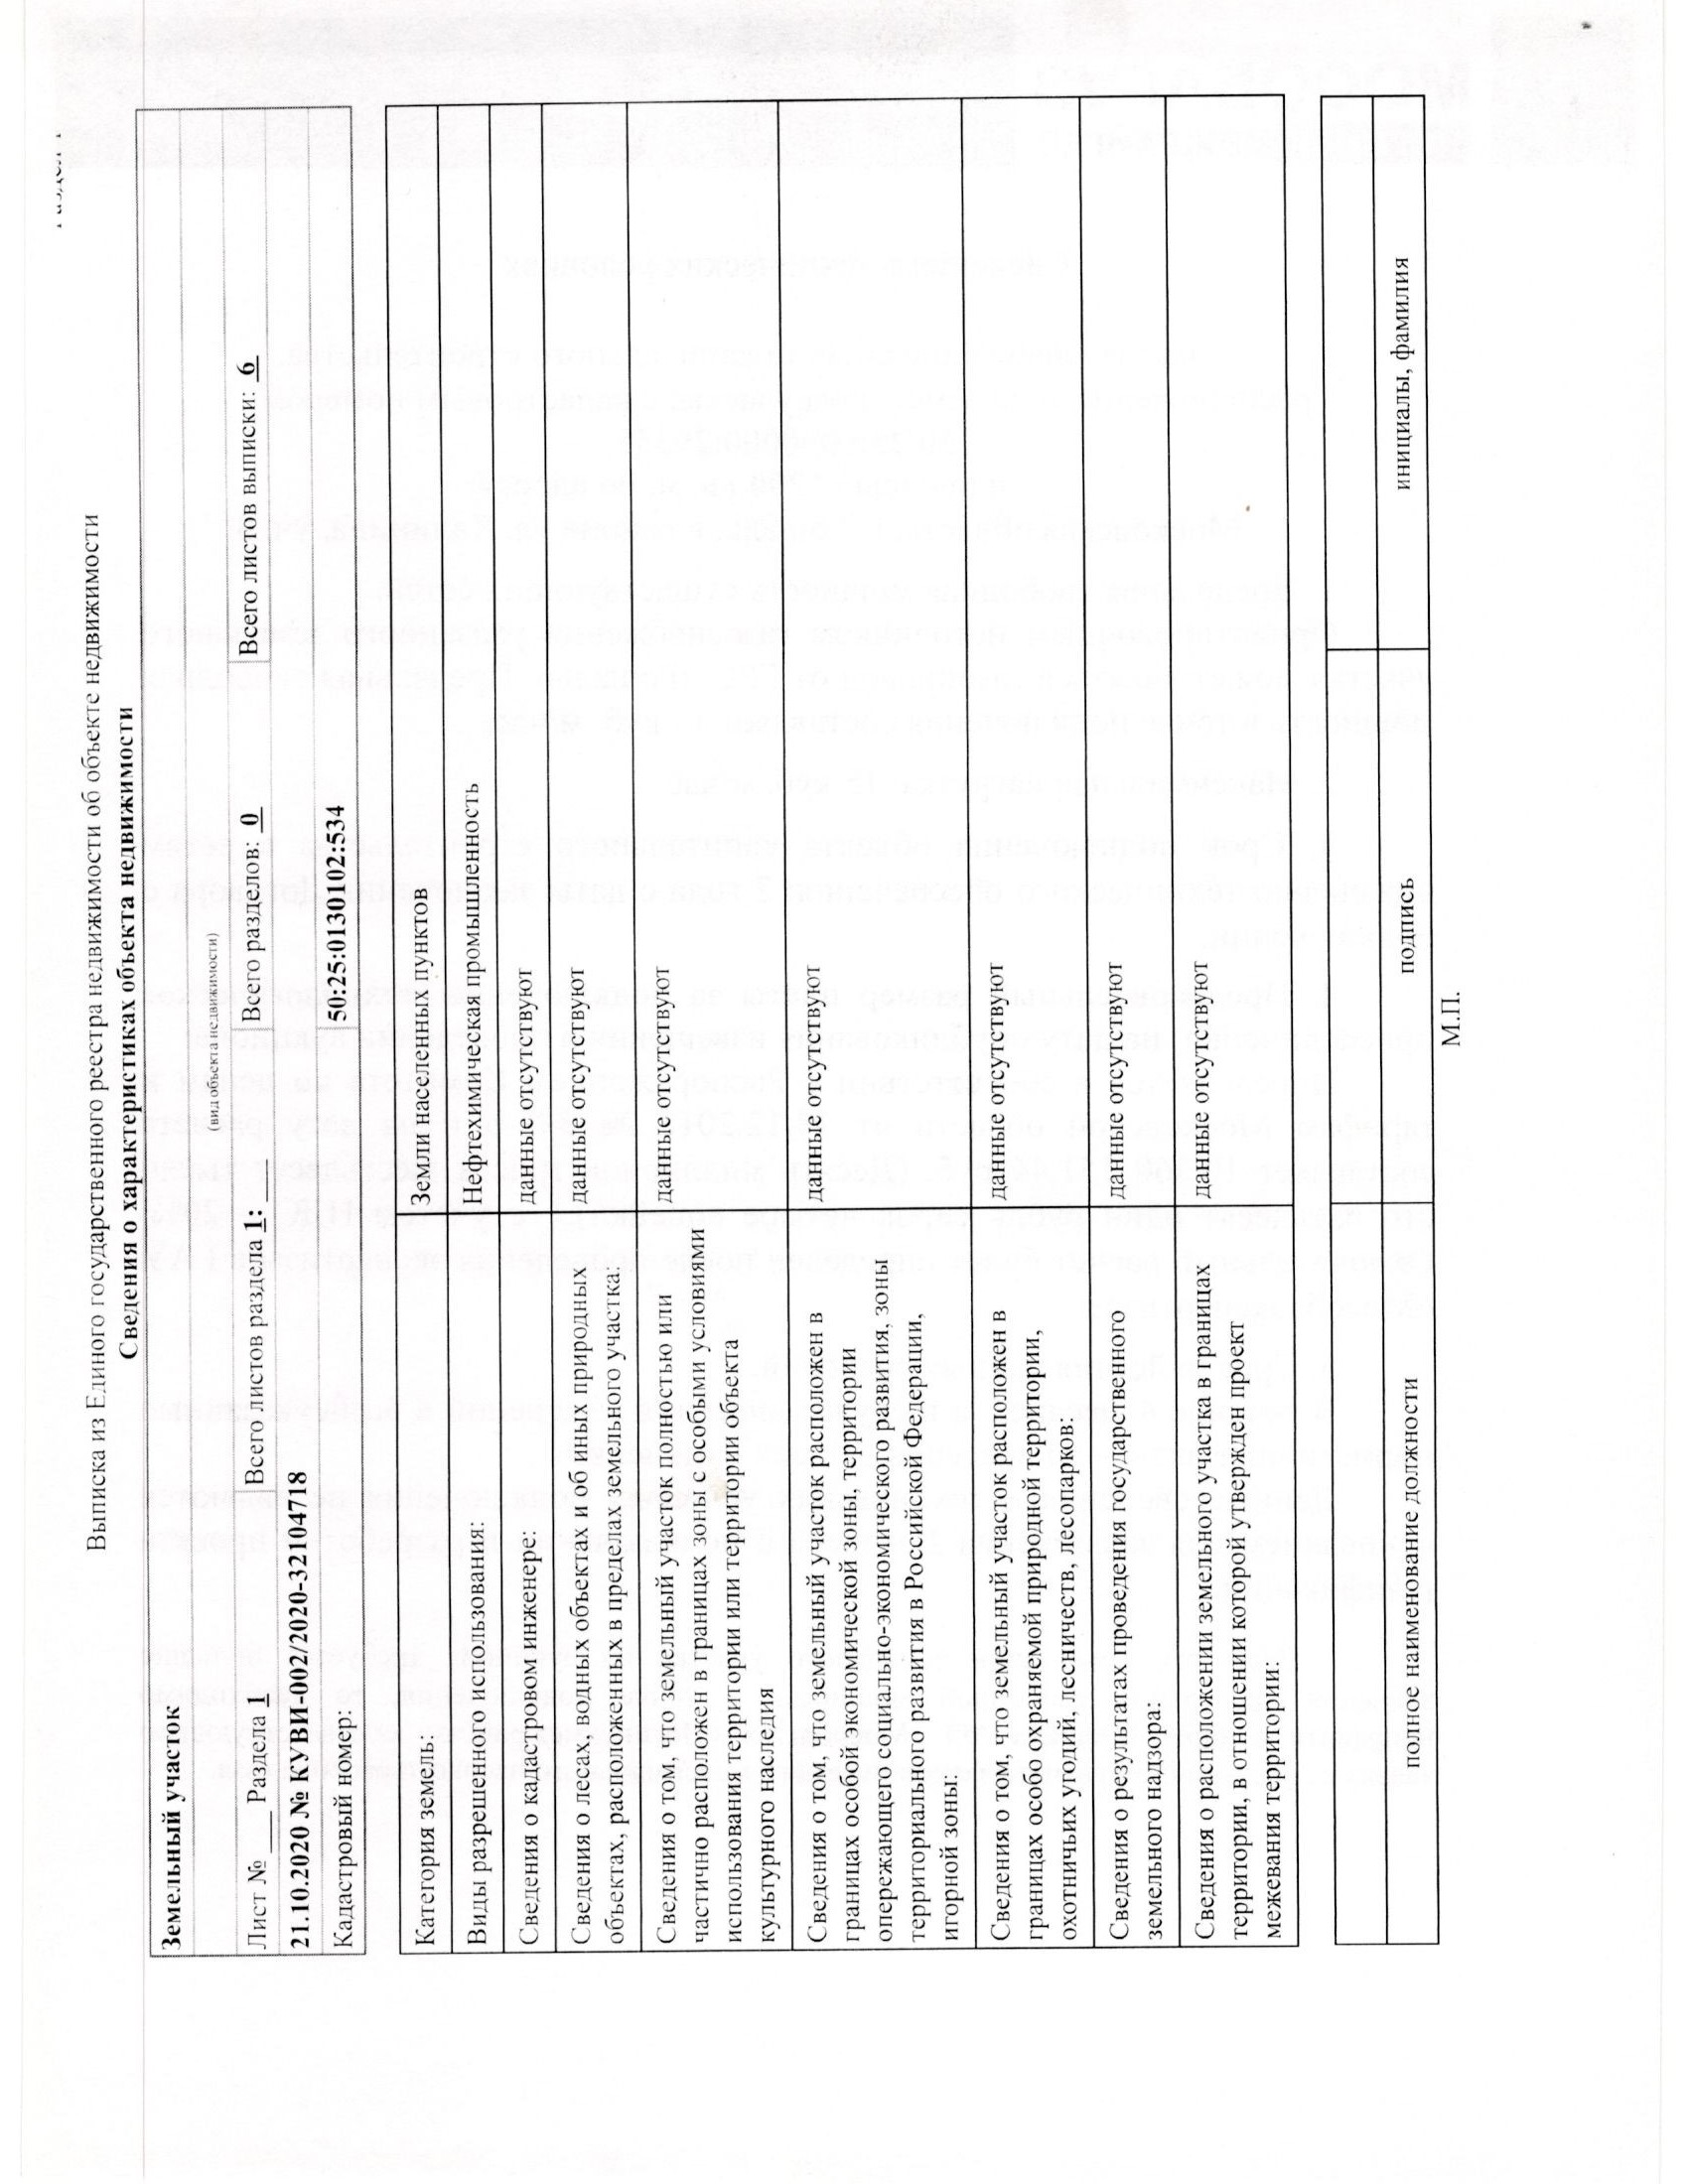 Выписка из Единого государственного реестра недвижимости об объекте недвижимости
Сведения о характеристиках объекта недвижимости
Земельный участок
(вид объекта недвижимости)
Лист № ___ Раздела 1 Всего листов раздела 1: ___ Всего разделов: 0 Всего листов выписки: 6
21.10.2020 № КУВИ-002/2020-32104718
Кадастровый номер: 50:25:0130102:534
Категория земель: Земли населенных пунктов
Виды разрешенного использования: Нефтехимическая промышленность
Сведения о кадастровом инженере: данные отсутствуют
Сведения о лесах, водных объектах и об иных природных данные отсутствуют
объектах, расположенных в пределах земельного участка:
Сведения о том, что земельный участок полностью или данные отсутствуют
частично расположен в границах зоны с особыми условиями
использования территории или территории объекта
культурного наследия
Сведения о том, что земельный участок расположен в данные отсутствуют
границах особой экономической зоны, территории
опережающего социально-экономического развития, зоны
территориального развития в Российской Федерации,
игорной зоны:
Сведения о том, что земельный участок расположен в данные отсутствуют
границах особо охраняемой природной территории,
охотничьих угодий, лесничеств, лесопарков:
Сведения о результатах проведения государственного данные отсутствуют
земельного надзора:
Сведения о расположении земельного участка в границах данные отсутствуют
территории, в отношении которой утвержден проект
межевания территории:
полное наименование должности подпись инициалы, фамилия
М.П.